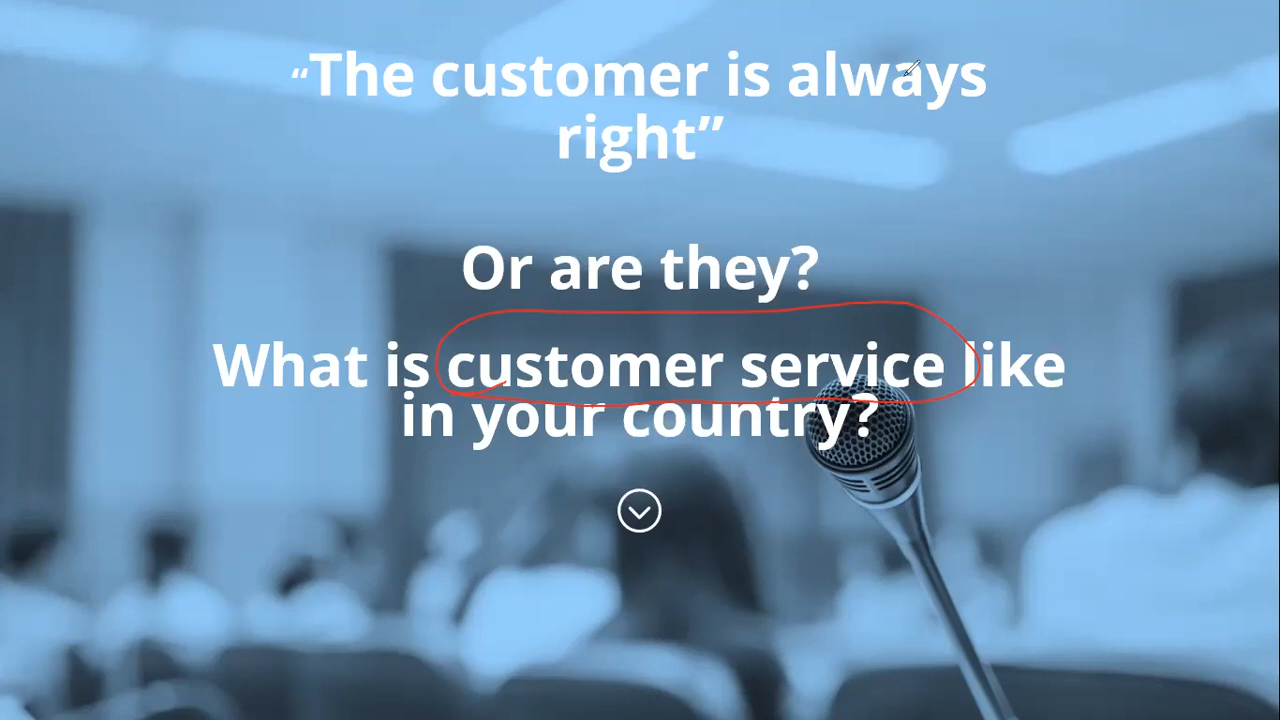 “The customer is always
right”
Or are they?
What is customer service like
in your country?